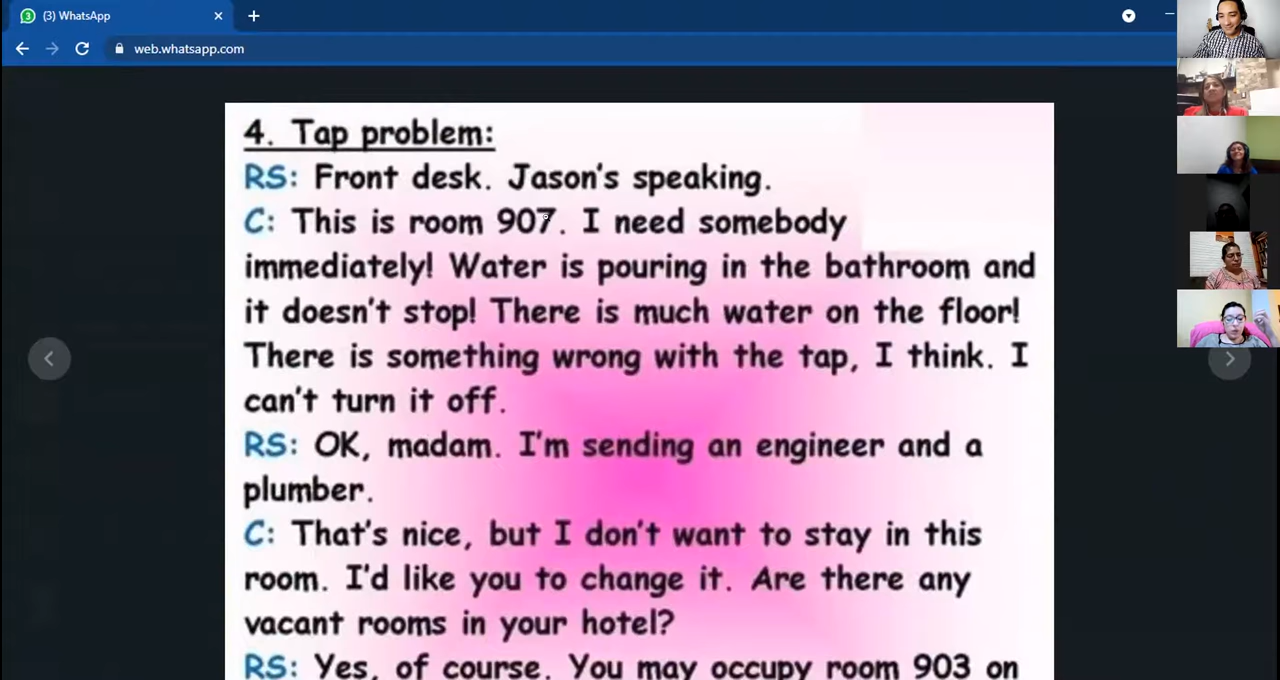 (3) WhatsApp
web.whatsapp.com
4. Tap problem:
RS: Front desk. Jason's speaking.
C: This is room 907. I need somebody
immediately! Water is pouring in the bathroom and
it doesn't stop! There is much water on the floor!
There is something wrong with the tap, I think. I
can't turn it off.
RS: OK, madam. I'm sending an engineer and a
plumber.
C: That's nice, but I don't want to stay in this
room. I'd like you to change it. Are there any
vacant rooms in your hotel?
RS: Yes, of course. You may occupy room 903 on